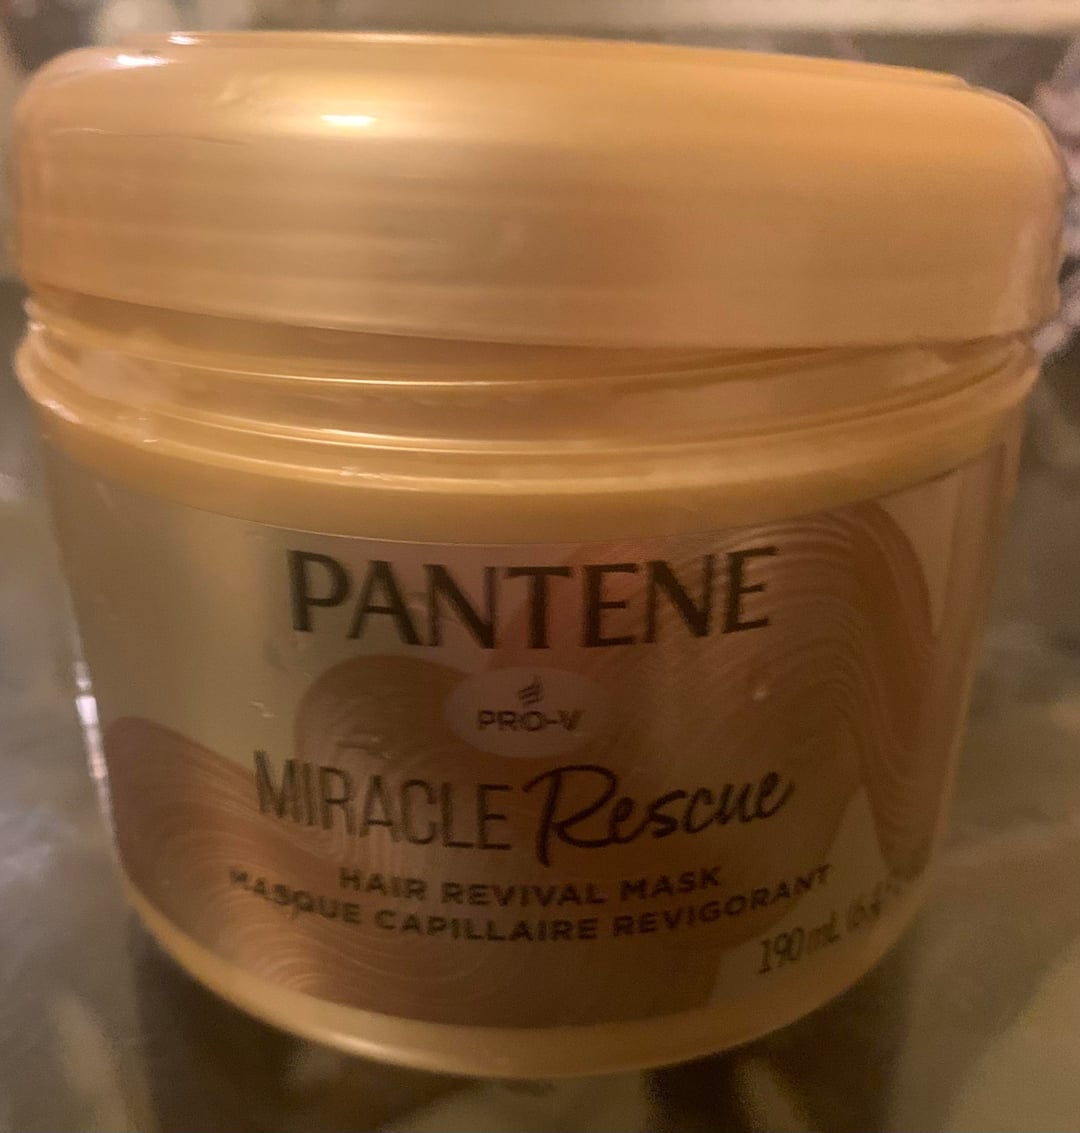 PANTENE
PRO-V
MIRACLE Rescue
HAIR REVIVAL MASK
MASQUE CAPILLAIRE REVIGORANT
190 mL